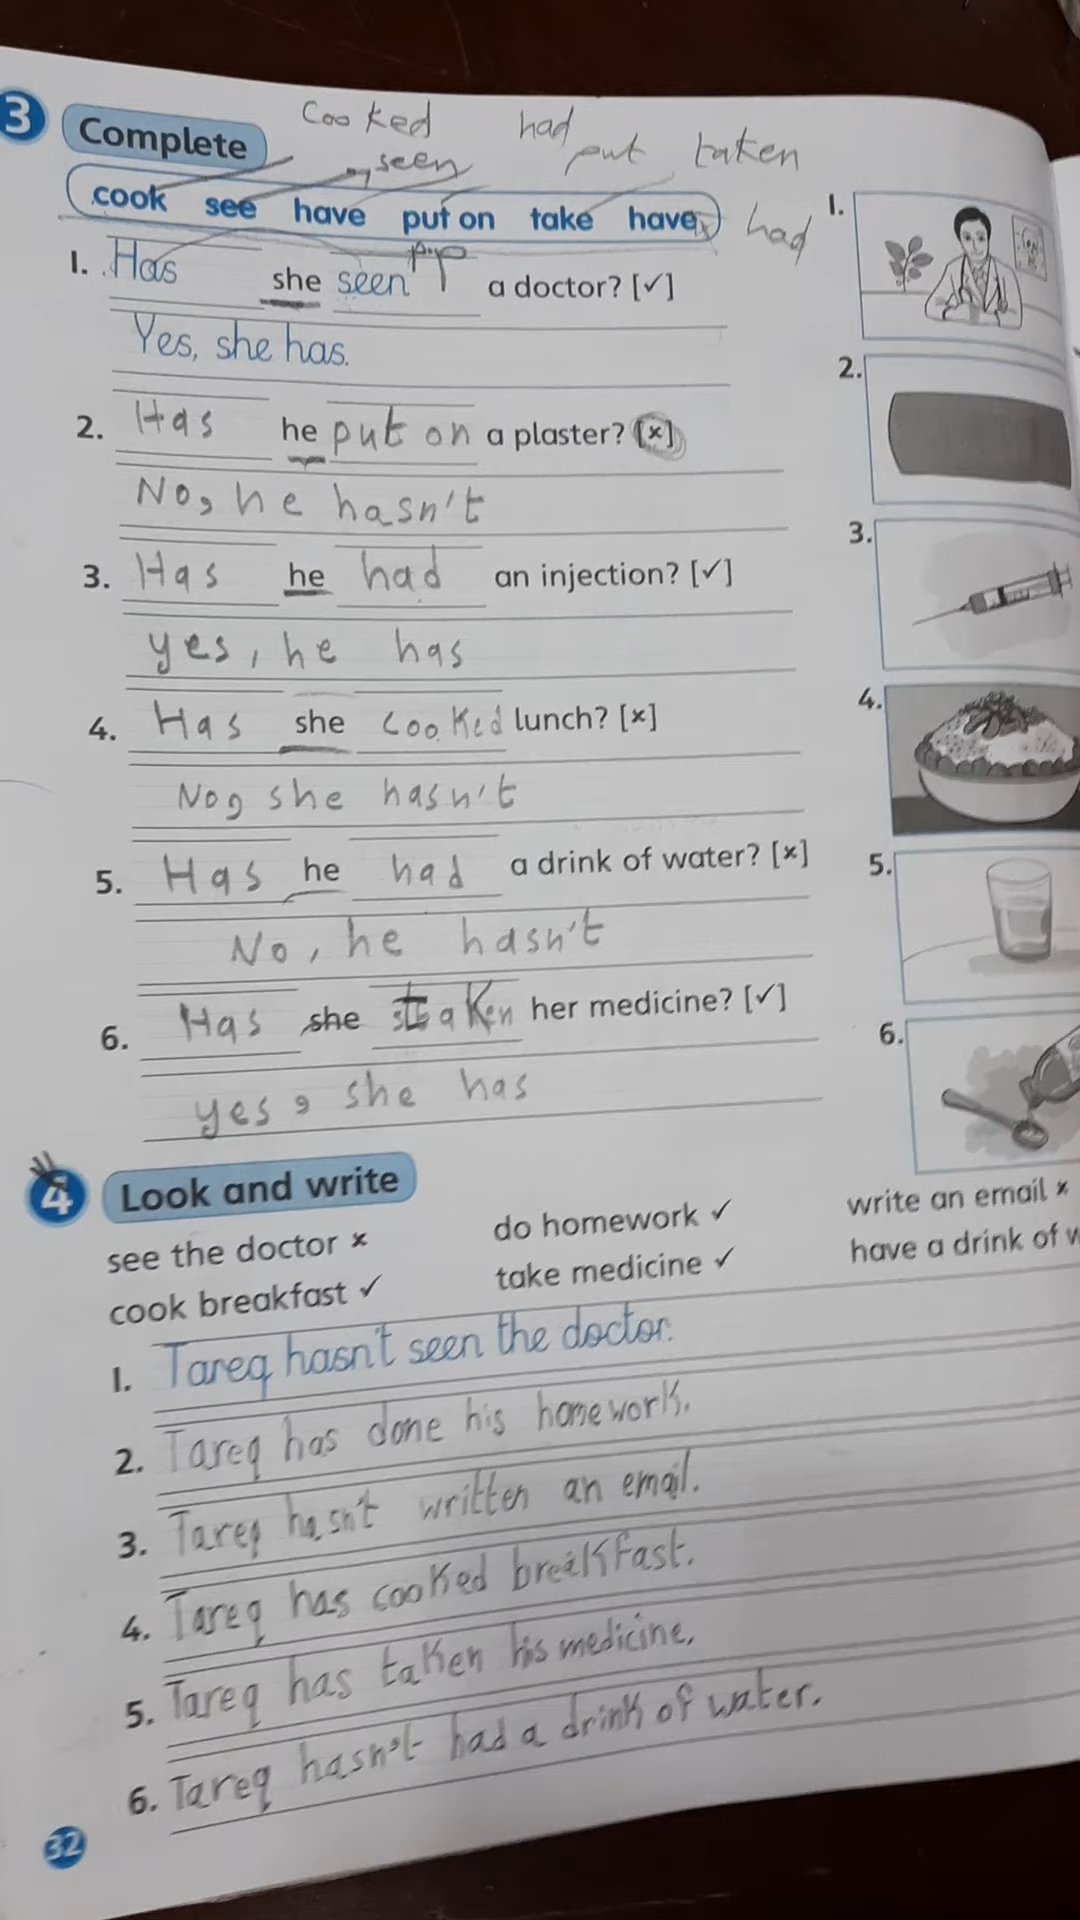 3 Complete
cooked had
seen put taken
cook see have put on take have had
p.p
1. Has she seen a doctor? [✓]
Yes, she has.
2. Has he put on a plaster? [×]
No, he hasn't
3. Has he had an injection? [✓]
yes, he has
4. Has she cooked lunch? [×]
No, she hasn't
5. Has he had a drink of water? [×]
No, he hasn't
6. Has she taken her medicine? [✓]
yes, she has
1.
2.
3.
4.
5.
6.
4 Look and write
see the doctor × do homework ✓ write an email ×
cook breakfast ✓ take medicine ✓ have a drink of
1. Tareq hasn't seen the doctor.
2. Tareq has done his homework.
3. Tareq hasn't written an email.
4. Tareq has cooked breakfast.
5. Tareq has taken his medicine.
6. Tareq hasn't had a drink of water.
32